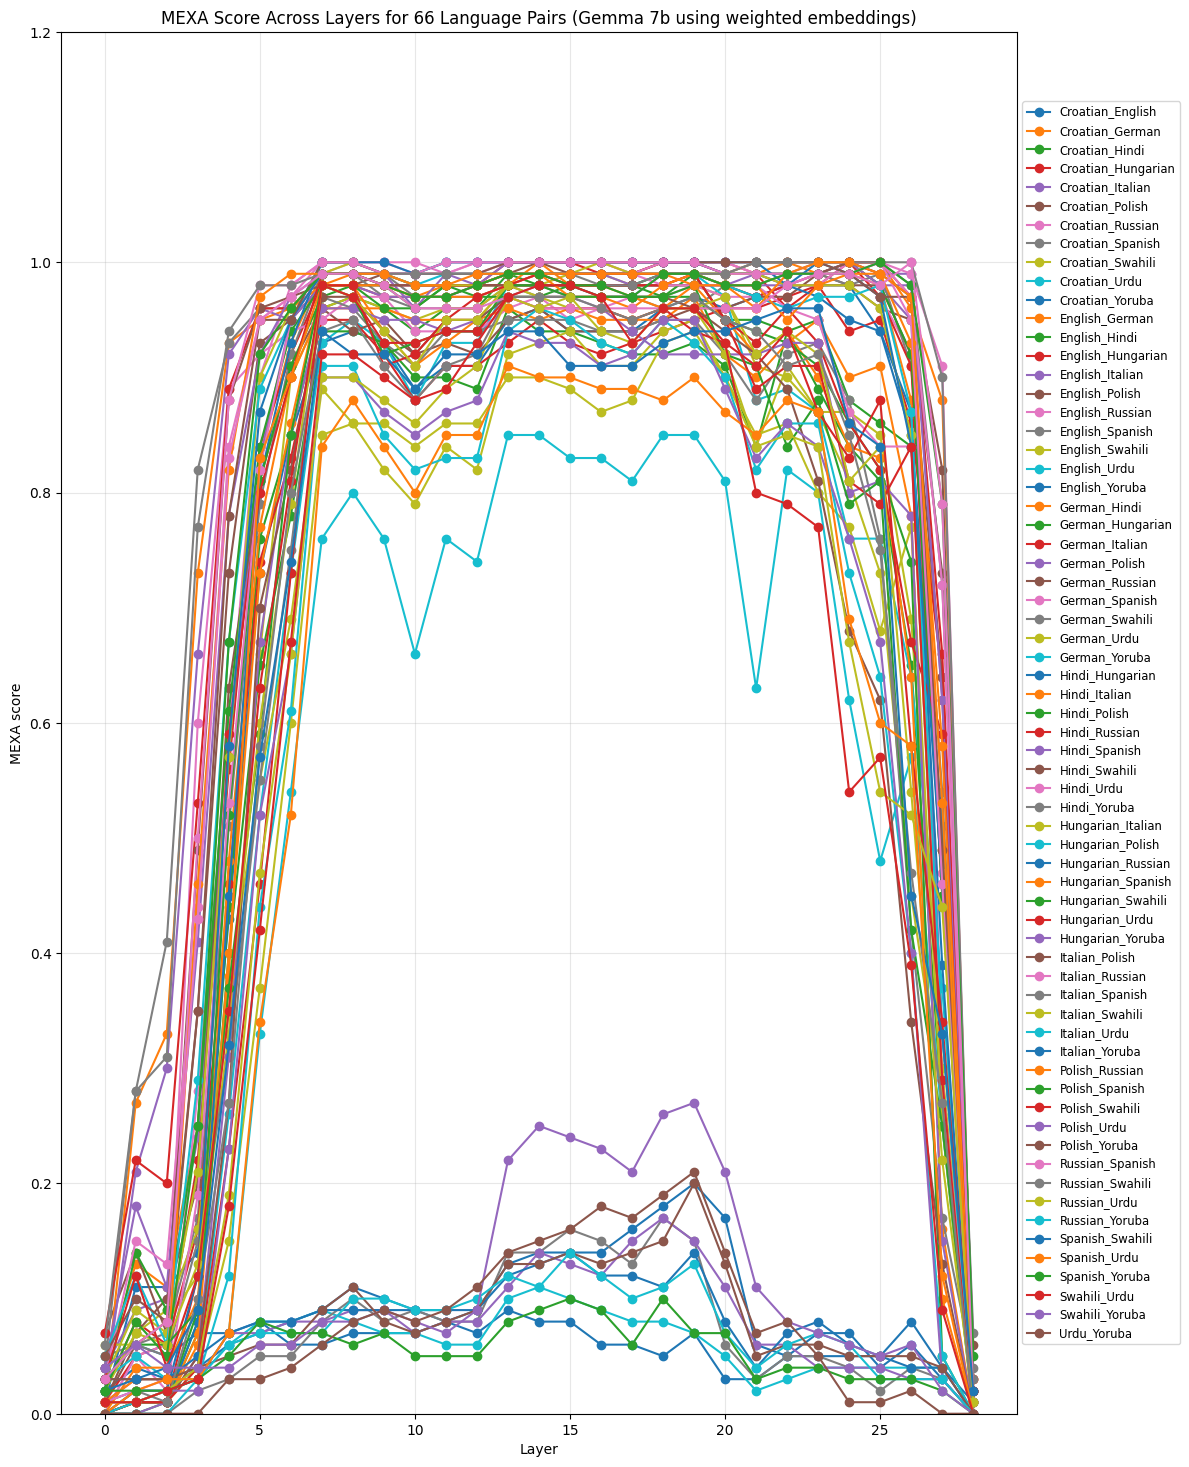 MEXA Score Across Layers for 66 Language Pairs (Gemma 7b using weighted embeddings)
1.2
1.0
0.8
0.6
0.4
0.2
0.0
MEXA score
0
5
10
15
20
25
Layer
Croatian_English
Croatian_German
Croatian_Hindi
Croatian_Hungarian
Croatian_Italian
Croatian_Polish
Croatian_Russian
Croatian_Spanish
Croatian_Swahili
Croatian_Urdu
Croatian_Yoruba
English_German
English_Hindi
English_Hungarian
English_Italian
English_Polish
English_Russian
English_Spanish
English_Swahili
English_Urdu
English_Yoruba
German_Hindi
German_Hungarian
German_Italian
German_Polish
German_Russian
German_Spanish
German_Swahili
German_Urdu
German_Yoruba
Hindi_Hungarian
Hindi_Italian
Hindi_Polish
Hindi_Russian
Hindi_Spanish
Hindi_Swahili
Hindi_Urdu
Hindi_Yoruba
Hungarian_Italian
Hungarian_Polish
Hungarian_Russian
Hungarian_Spanish
Hungarian_Swahili
Hungarian_Urdu
Hungarian_Yoruba
Italian_Polish
Italian_Russian
Italian_Spanish
Italian_Swahili
Italian_Urdu
Italian_Yoruba
Polish_Russian
Polish_Spanish
Polish_Swahili
Polish_Urdu
Polish_Yoruba
Russian_Spanish
Russian_Swahili
Russian_Urdu
Russian_Yoruba
Spanish_Swahili
Spanish_Urdu
Spanish_Yoruba
Swahili_Urdu
Swahili_Yoruba
Urdu_Yoruba